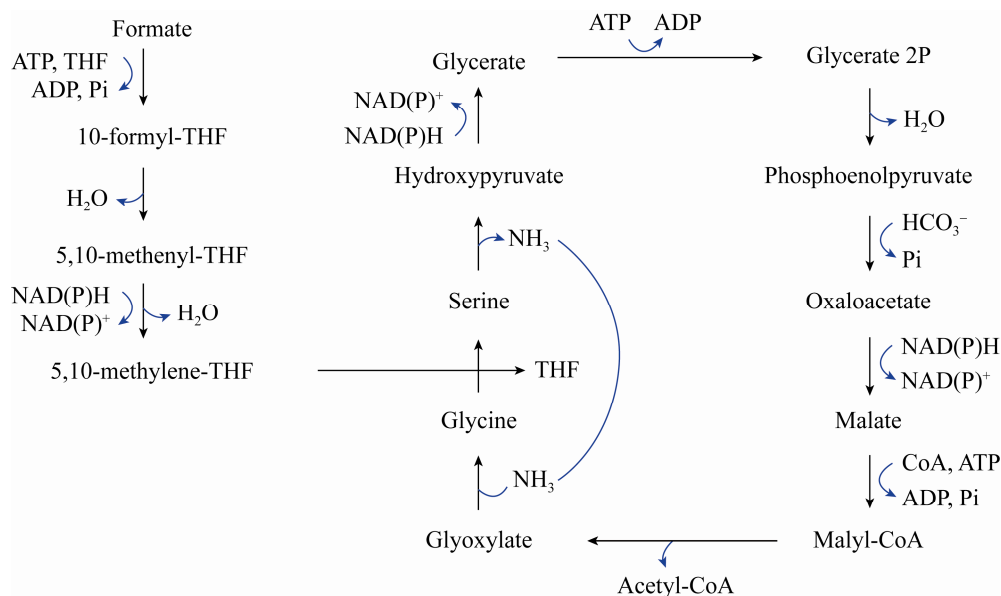 Formate
ATP, THF
ADP, Pi
10-formyl-THF
H₂O
5,10-methenyl-THF
NAD(P)H
NAD(P)⁺
H₂O
5,10-methylene-THF
THF
Glycerate
NAD(P)⁺
NAD(P)H
Hydroxypyruvate
NH₃
Serine
Glycine
NH₃
Glyoxylate
ATP ADP
Glycerate 2P
H₂O
Phosphoenolpyruvate
HCO₃⁻
Pi
Oxaloacetate
NAD(P)H
NAD(P)⁺
Malate
CoA, ATP
ADP, Pi
Malyl-CoA
Acetyl-CoA